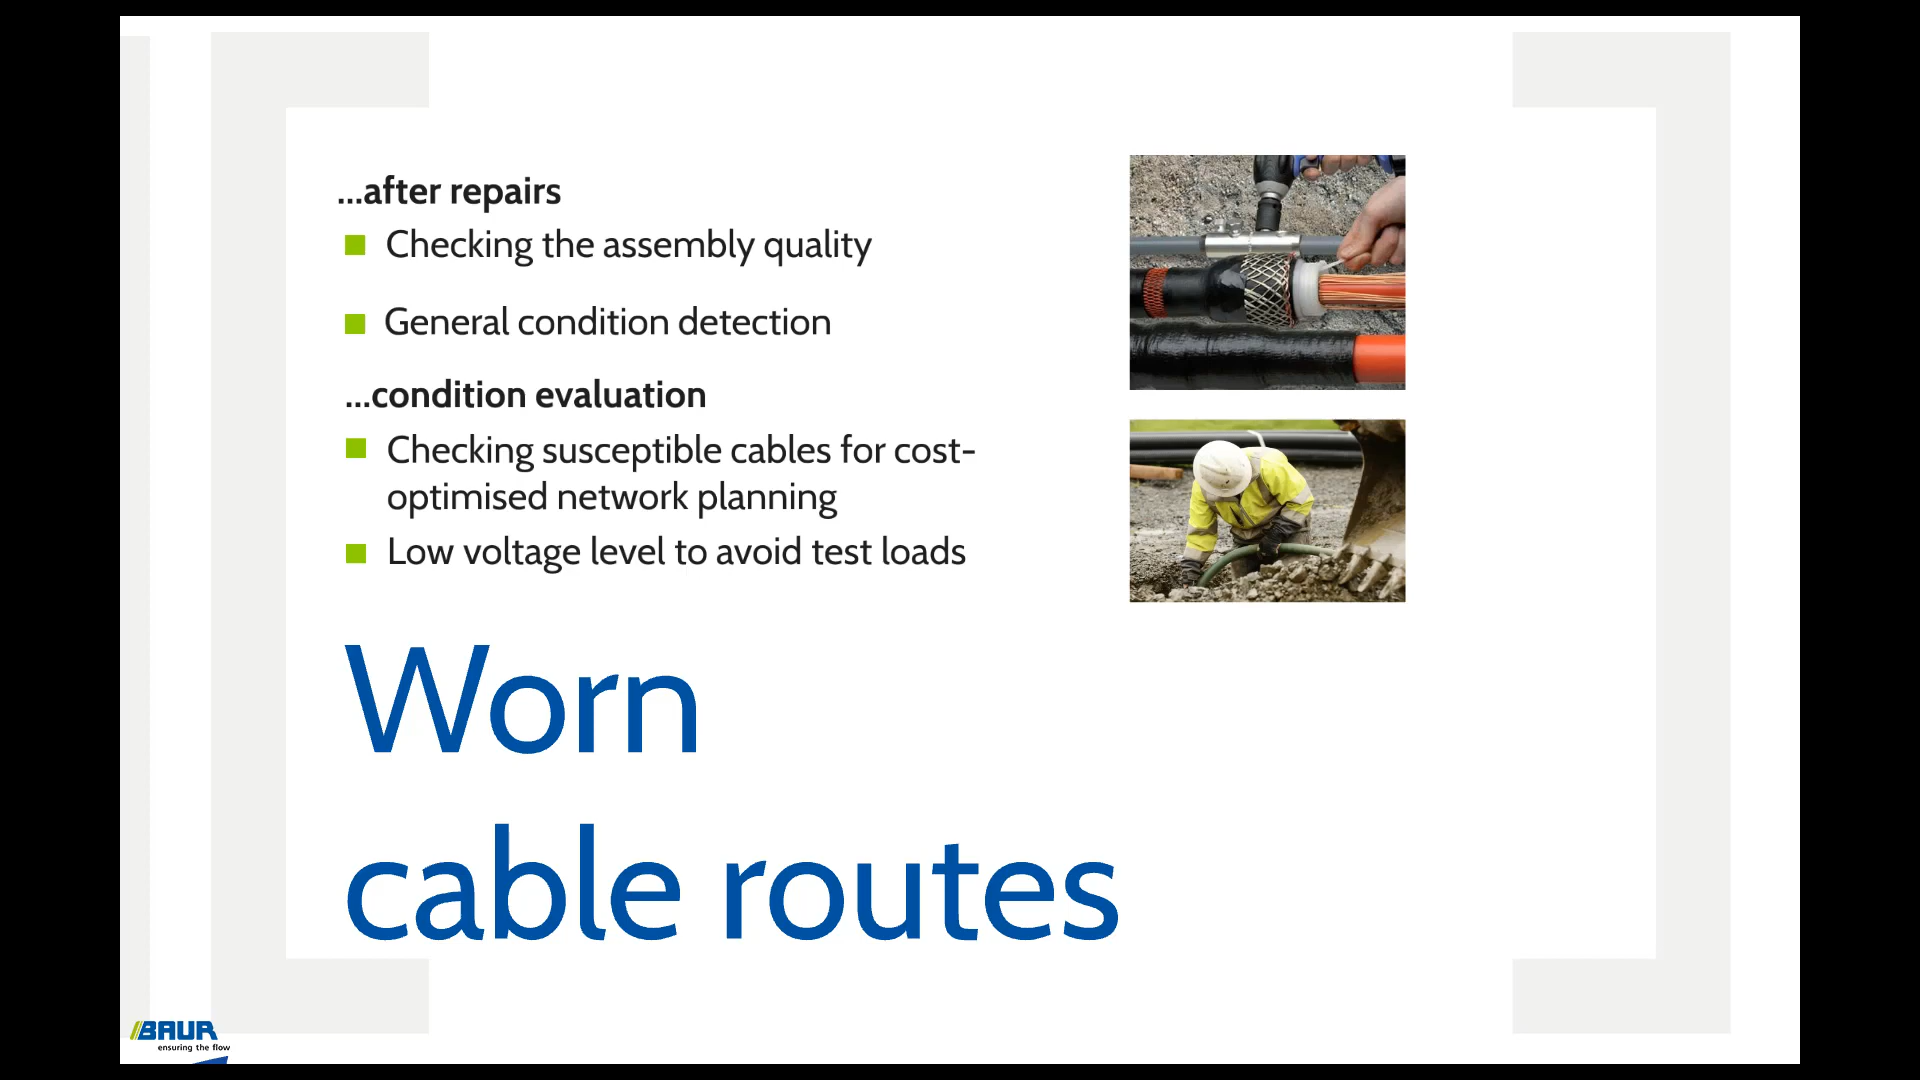 ...after repairs
Checking the assembly quality
General condition detection
...condition evaluation
Checking susceptible cables for cost-
optimised network planning
Low voltage level to avoid test loads
Worn
cable routes
BAUR
ensuring the flow